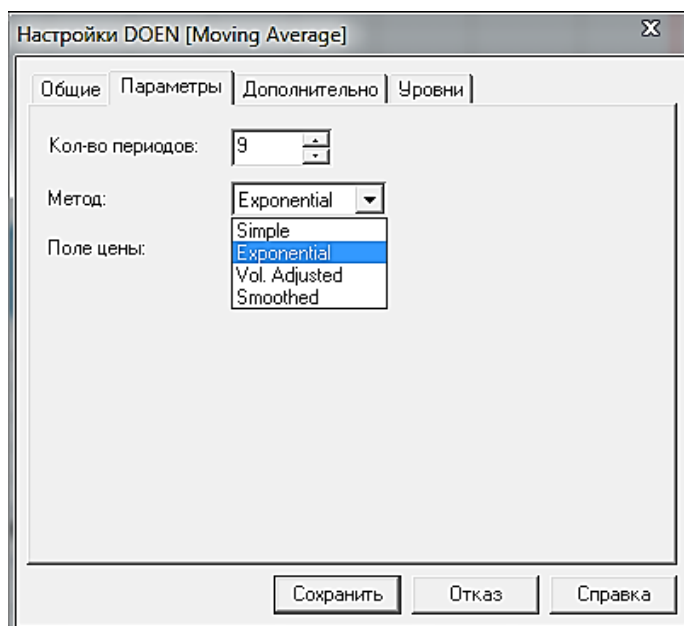 Настройки DOEN [Moving Average]
Общие Параметры Дополнительно Уровни
Кол-во периодов: 9
Метод: Exponential
Simple
Поле цены: Exponential
Vol. Adjusted
Smoothed
Сохранить Отказ Справка